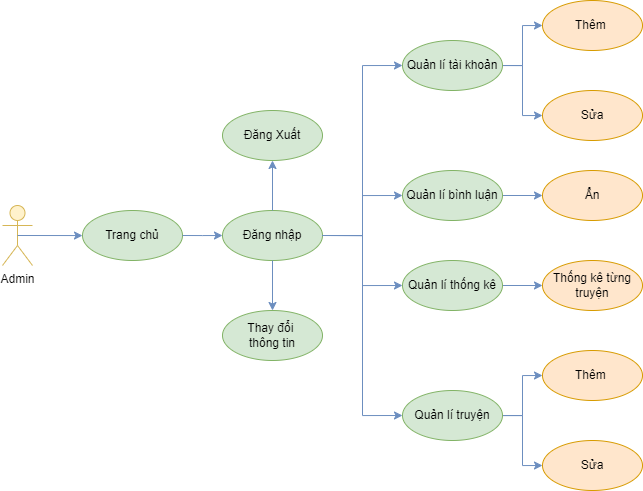 Admin
Trang chủ
Đăng Xuất
Đăng nhập
Thay đổi
thông tin
Quản lí tài khoản
Thêm
Sửa
Quản lí bình luận
Ẩn
Quản lí thống kê
Thống kê từng
truyện
Quản lí truyện
Thêm
Sửa